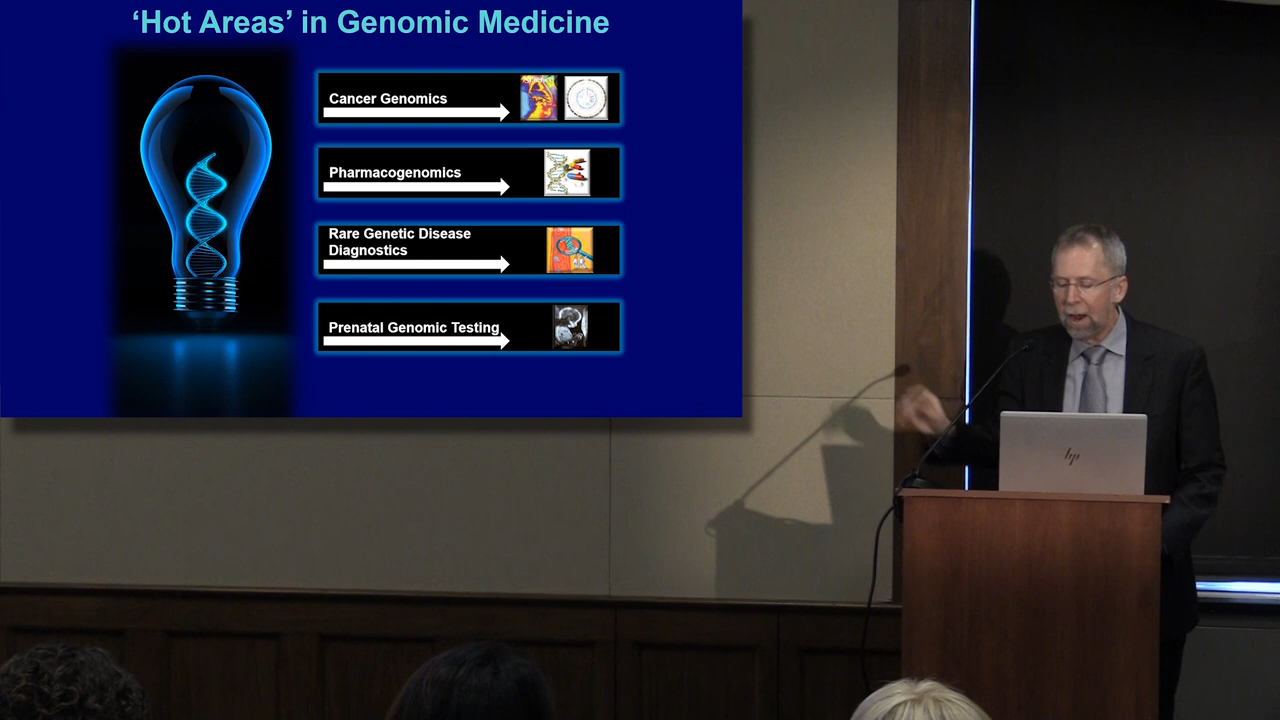 ‘Hot Areas’ in Genomic Medicine
Cancer Genomics
Pharmacogenomics
Rare Genetic Disease
Diagnostics
Prenatal Genomic Testing
hp